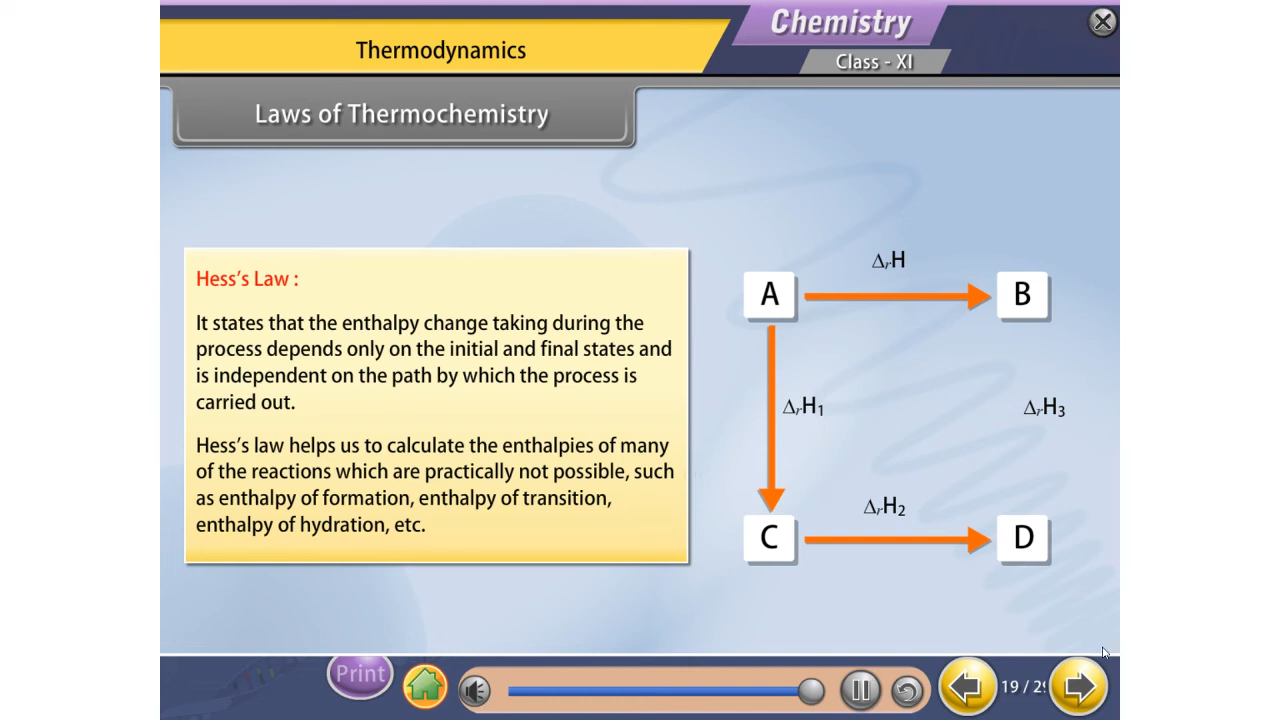 Chemistry
Thermodynamics
Class - XI
Laws of Thermochemistry
Hess's Law :
It states that the enthalpy change taking during the
process depends only on the initial and final states and
is independent on the path by which the process is
carried out.
Hess's law helps us to calculate the enthalpies of many
of the reactions which are practically not possible, such
as enthalpy of formation, enthalpy of transition,
enthalpy of hydration, etc.
ΔᵣH
A
B
ΔᵣH₁
ΔᵣH₃
ΔᵣH₂
C
D
Print
19 / 29